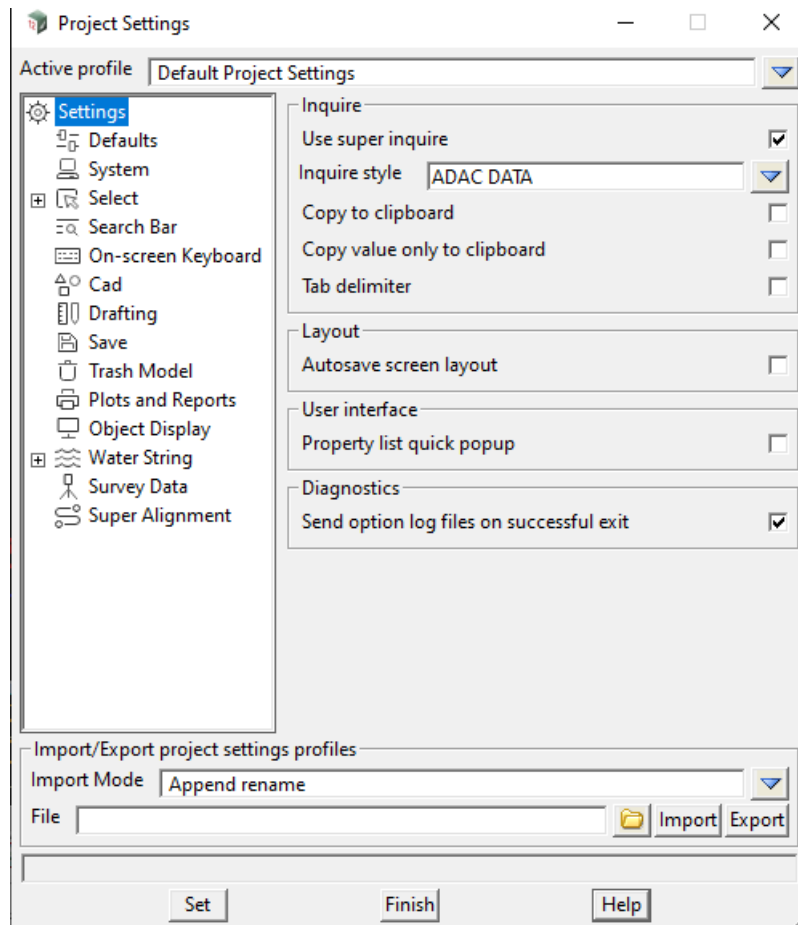 Project Settings
Active profile Default Project Settings
Settings
Defaults
System
Select
Search Bar
On-screen Keyboard
Cad
Drafting
Save
Trash Model
Plots and Reports
Object Display
Water String
Survey Data
Super Alignment
Inquire
Use super inquire
Inquire style ADAC DATA
Copy to clipboard
Copy value only to clipboard
Tab delimiter
Layout
Autosave screen layout
User interface
Property list quick popup
Diagnostics
Send option log files on successful exit
Import/Export project settings profiles
Import Mode Append rename
File Import Export
Set Finish Help